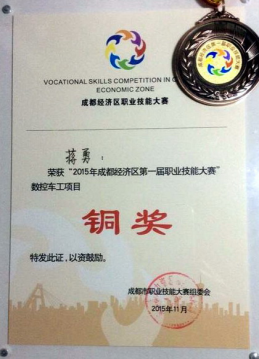 VOCATIONAL SKILLS COMPETITION IN
ECONOMIC ZONE
成都经济区职业技能大赛
蒋勇：
荣获“2015年成都经济区第一届职业技能大赛”
数控车工项目
铜奖
特发此证，以资鼓励。
成都市职业技能大赛组委会
2015年11月